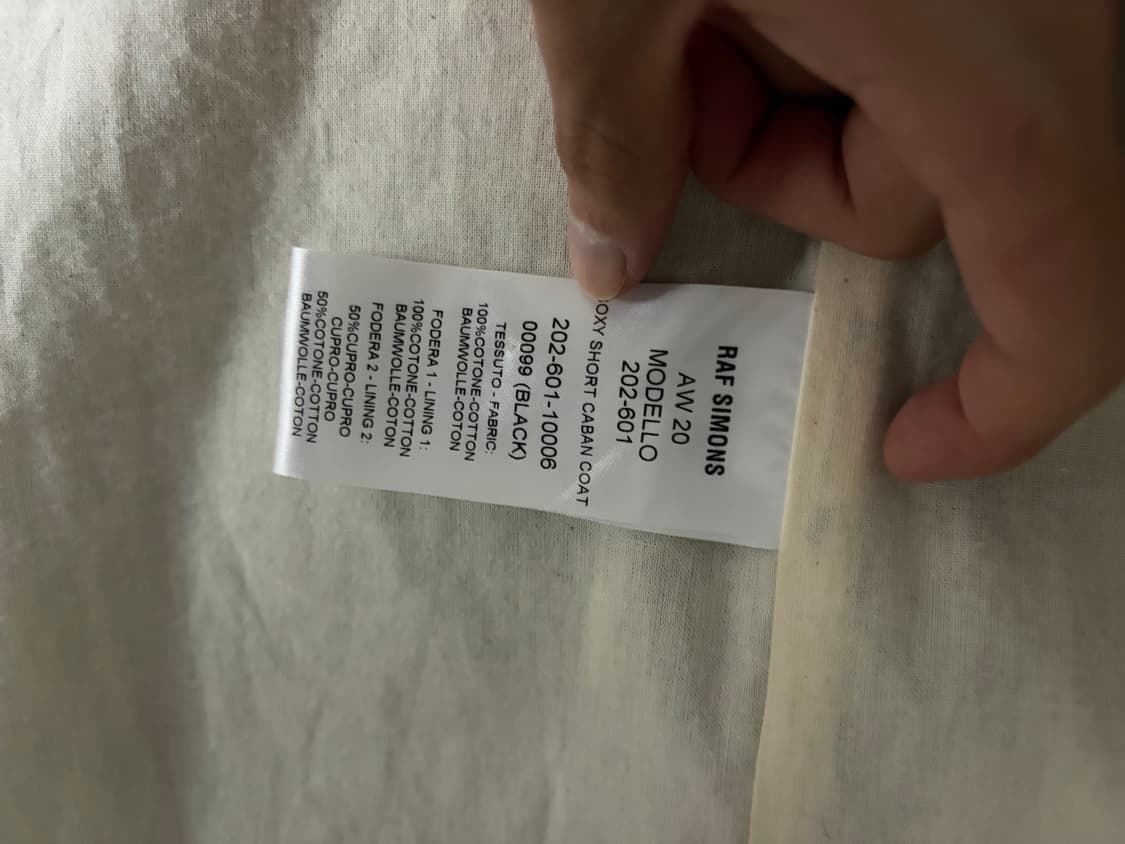 RAF SIMONS
AW 20
MODELLO
202-601
OXY SHORT CABAN COAT
202-601-10006
00099 (BLACK)
TESSUTO - FABRIC:
100%COTONE-COTTON
BAUMWOLLE-COTON
FODERA 1 - LINING 1:
100%COTONE-COTTON
BAUMWOLLE-COTON
FODERA 2 - LINING 2:
50%CUPRO-CUPRO
CUPRO-CUPRO
50%COTONE-COTTON
BAUMWOLLE-COTON